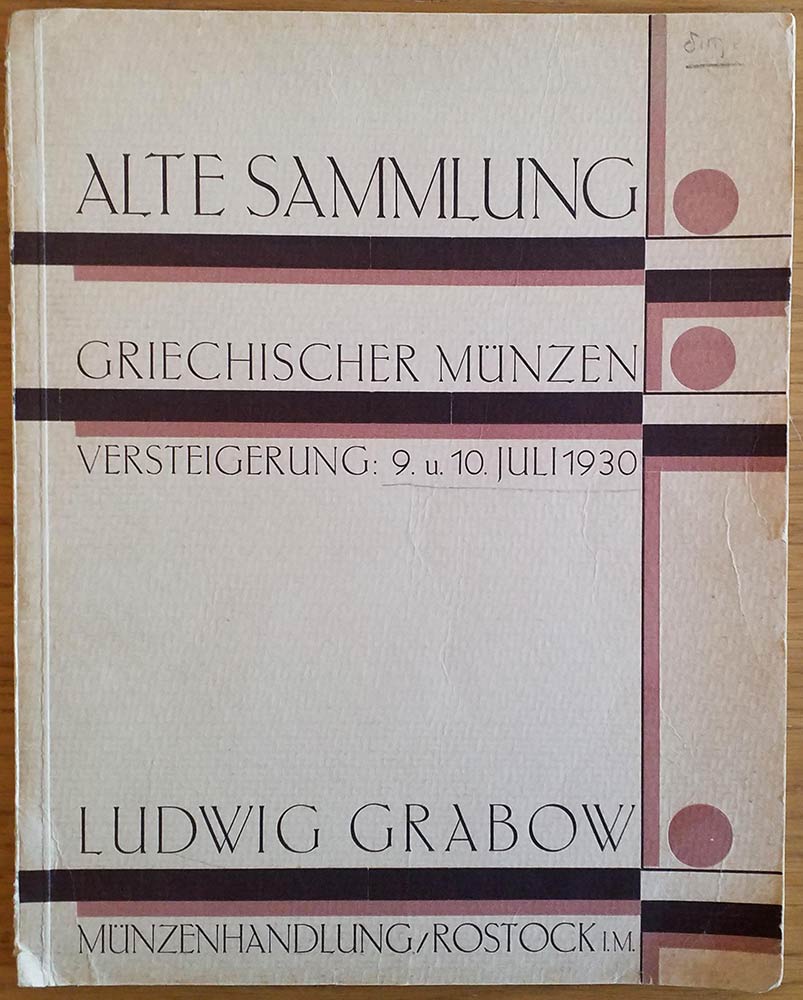 ALTE SAMMLUNG
GRIECHISCHER MÜNZEN
VERSTEIGERUNG: 9. u. 10. JULI 1930
LUDWIG GRABOW
MÜNZENHANDLUNG/ROSTOCK I.M.